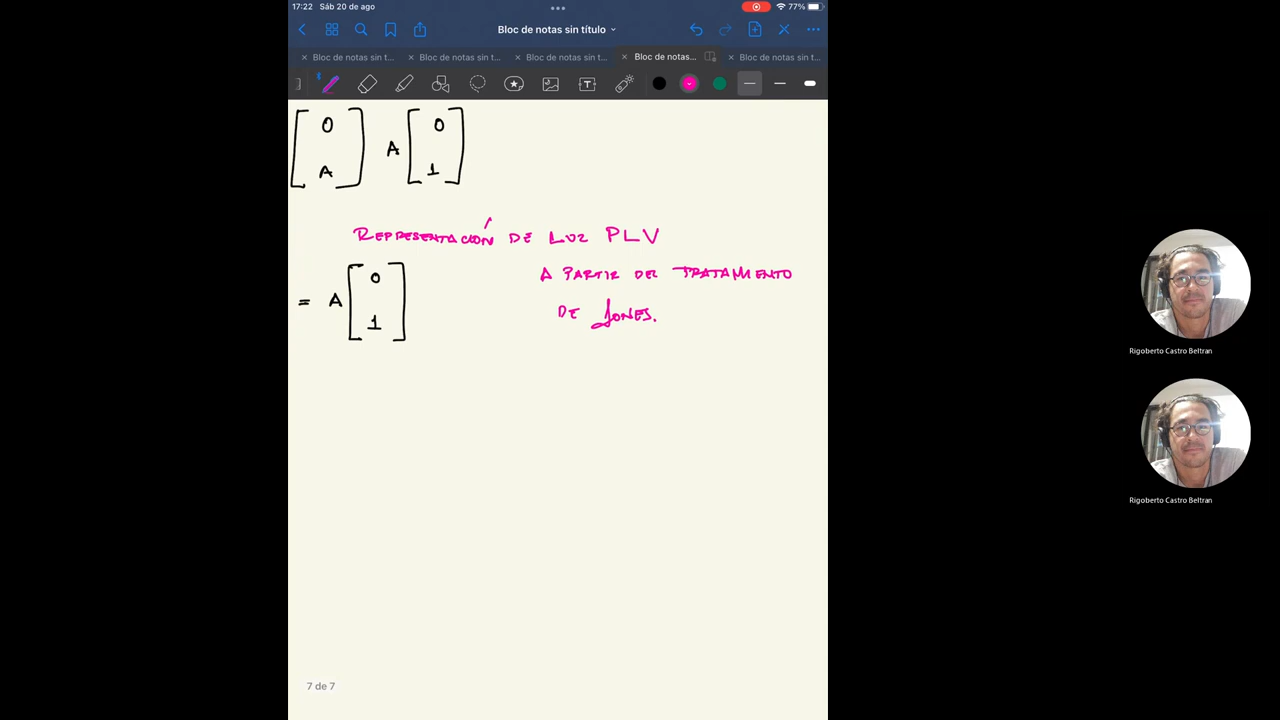 17:22 Sáb 20 de ago 77%
Bloc de notas sin título
Bloc de notas sin t... Bloc de notas sin t... Bloc de notas sin t... Bloc de notas... Bloc de notas sin t...
0 0
A
A 1
REPRESENTACIÓN DE LUZ PLV
A PARTIR DEL TRATAMIENTO
DE JONES.
0
= A
1
Rigoberto Castro Beltran
Rigoberto Castro Beltran
7 de 7